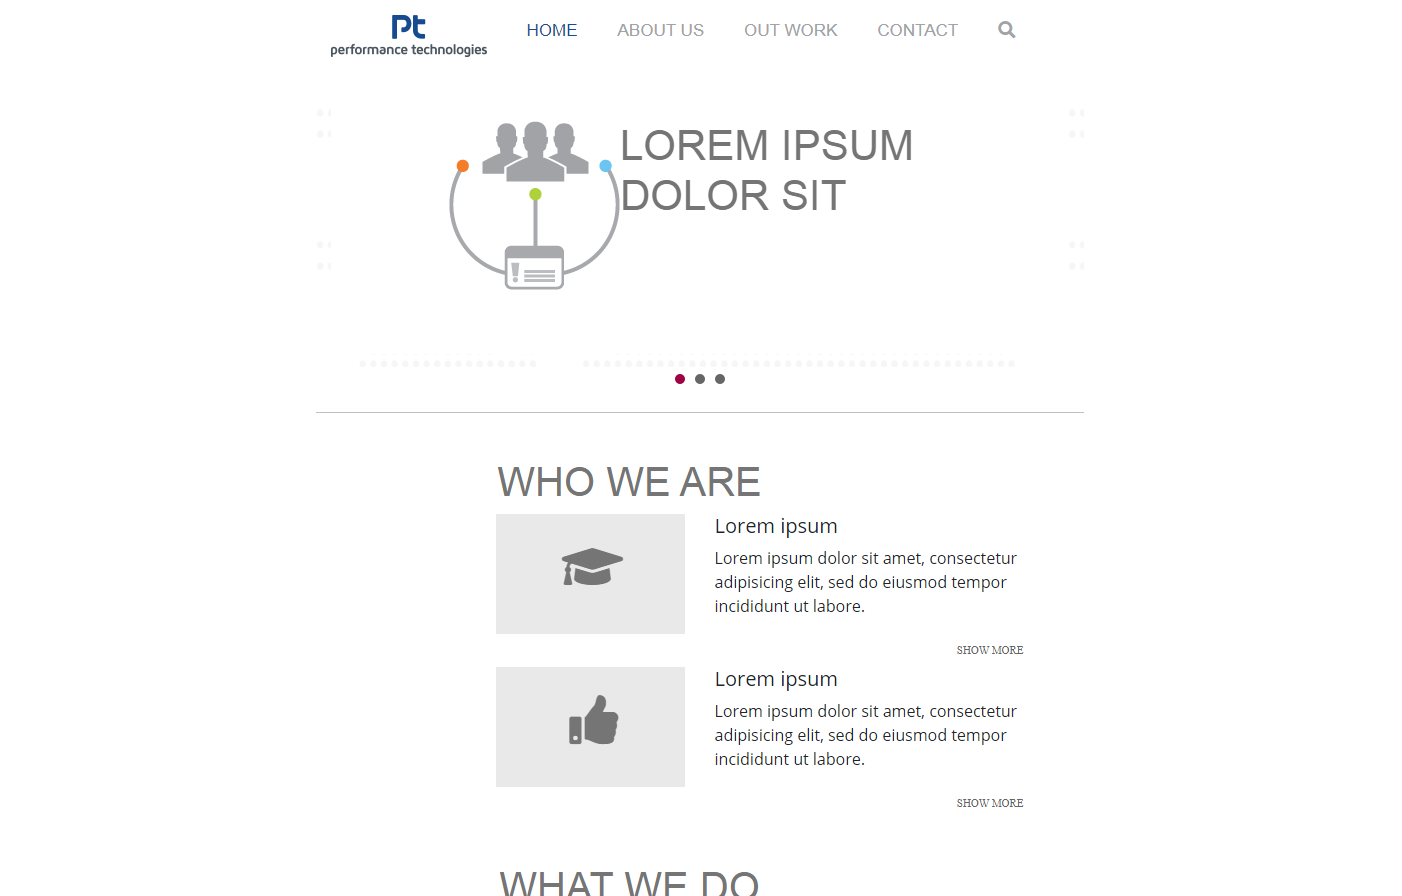 Pt
performance technologies
HOME ABOUT US OUT WORK CONTACT
LOREM IPSUM
DOLOR SIT
WHO WE ARE
Lorem ipsum
Lorem ipsum dolor sit amet, consectetur
adipisicing elit, sed do eiusmod tempor
incididunt ut labore.
SHOW MORE
Lorem ipsum
Lorem ipsum dolor sit amet, consectetur
adipisicing elit, sed do eiusmod tempor
incididunt ut labore.
SHOW MORE
WHAT WE DO